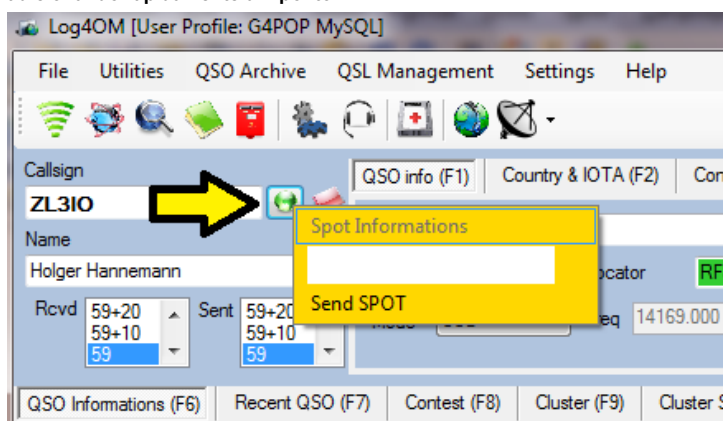 Log4OM [User Profile: G4POP MySQL]
File Utilities QSO Archive QSL Management Settings Help
Callsign
ZL3IO
QSO info (F1) Country & IOTA (F2)
Name
Spot Informations
Holger Hannemann
Send SPOT
Rcvd 59+20 59+10 59
Sent 59+20 59+10 59
14169.000
QSO Informations (F6) Recent QSO (F7) Contest (F8) Cluster (F9) Cluster